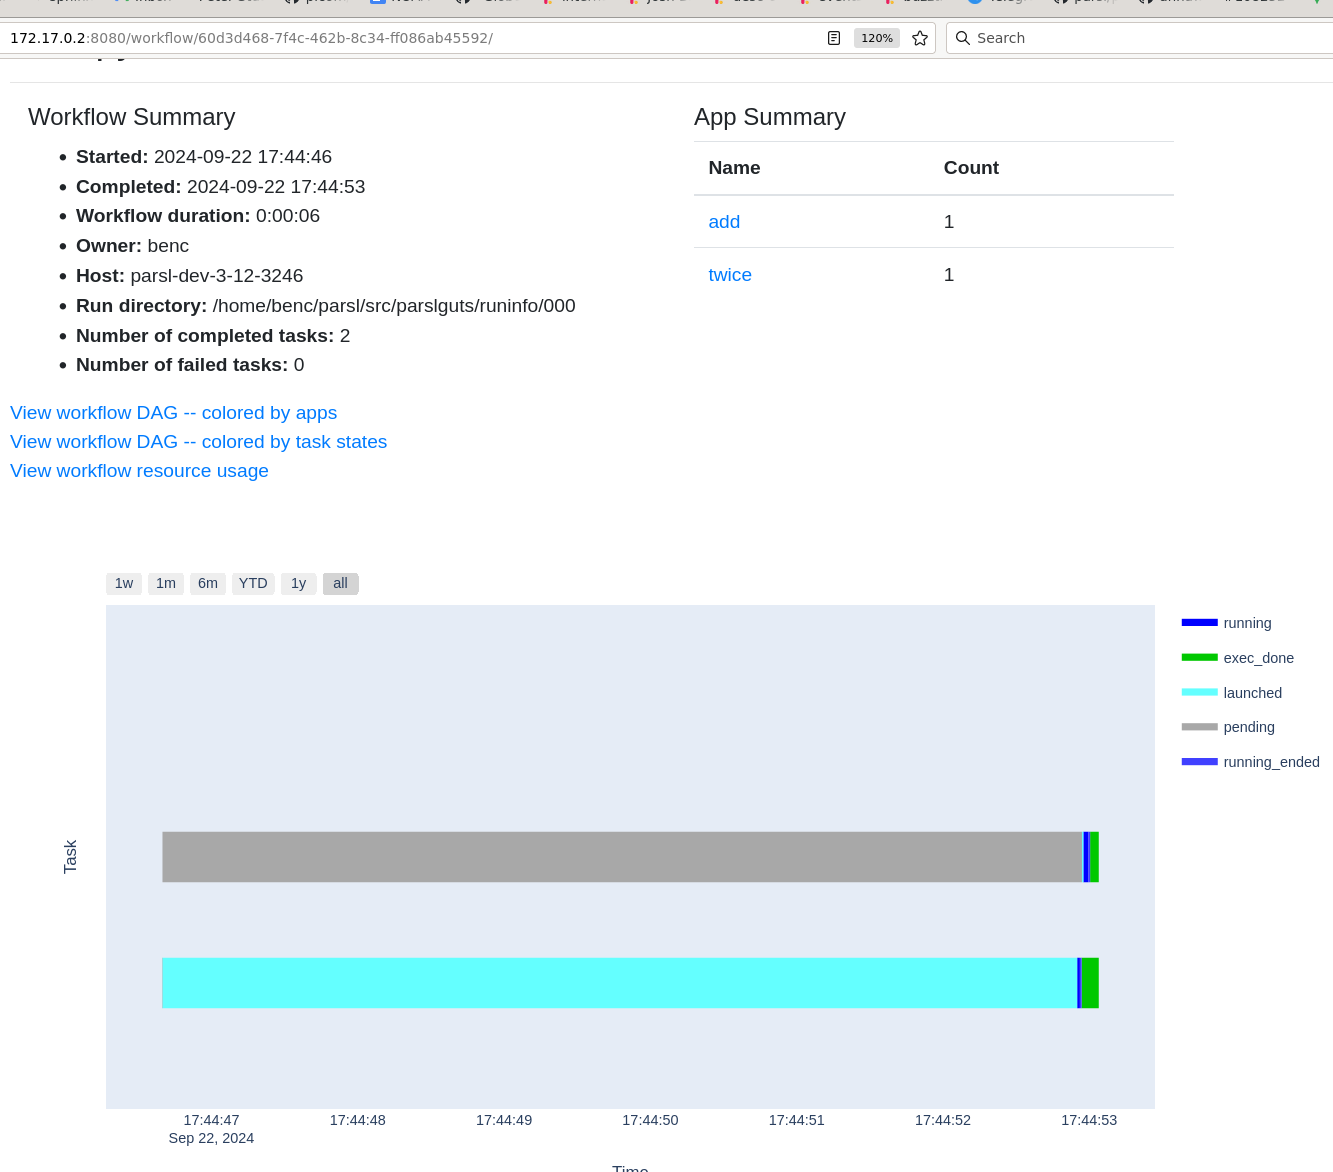 172.17.0.2:8080/workflow/60d3d468-7f4c-462b-8c34-ff086ab45592/
120%
Search
Workflow Summary
Started: 2024-09-22 17:44:46
Completed: 2024-09-22 17:44:53
Workflow duration: 0:00:06
Owner: benc
Host: parsl-dev-3-12-3246
Run directory: /home/benc/parsl/src/parslguts/runinfo/000
Number of completed tasks: 2
Number of failed tasks: 0
App Summary
Name Count
add 1
twice 1
View workflow DAG -- colored by apps
View workflow DAG -- colored by task states
View workflow resource usage
1w 1m 6m YTD 1y all
running
exec_done
launched
pending
running_ended
Task
17:44:47 17:44:48 17:44:49 17:44:50 17:44:51 17:44:52 17:44:53
Sep 22, 2024
Time